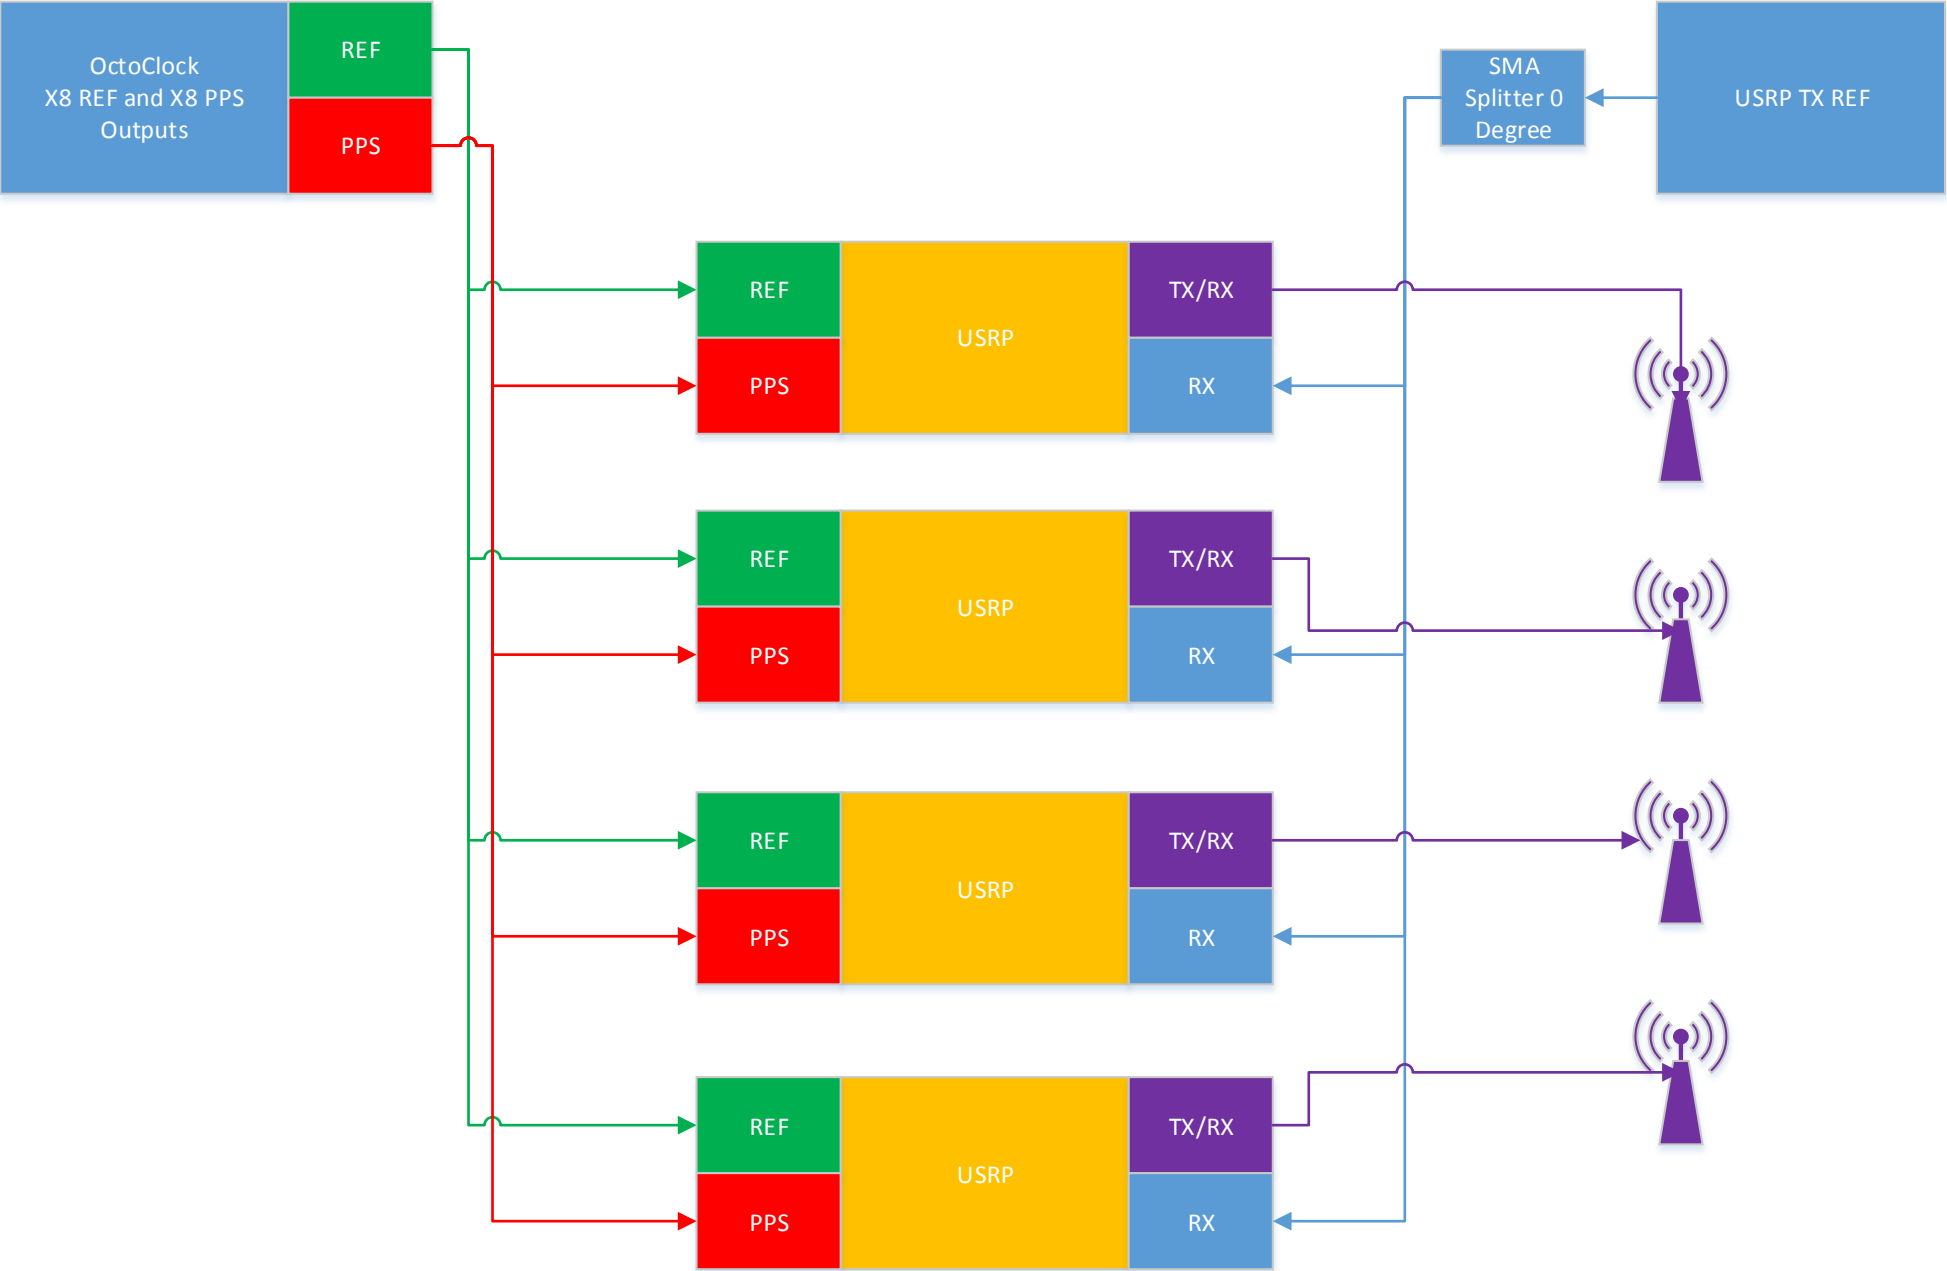 OctoClock
X8 REF and X8 PPS
Outputs
REF
PPS
SMA
Splitter 0
Degree
USRP TX REF
REF
PPS
USRP
TX/RX
RX
REF
PPS
USRP
TX/RX
RX
REF
PPS
USRP
TX/RX
RX
REF
PPS
USRP
TX/RX
RX